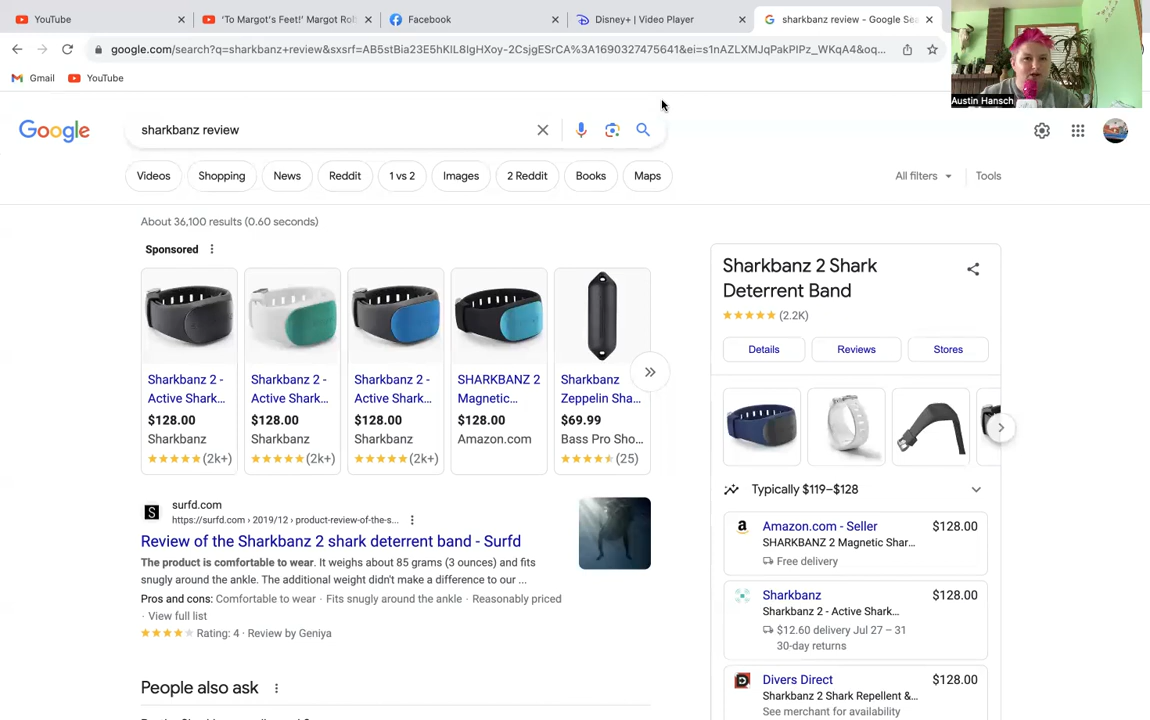 YouTube
'To Margot's Feet!' Margot Rob
Facebook
Disney+ | Video Player
sharkbanz review - Google Sea
google.com/search?q=sharkbanz+review&sxsrf=AB5stBia23E5hKIL8lgHXoy-2CsjgESrCA%3A1690327475641&ei=s1nAZLXMJqPakPIPz_WKqA4&oq...
Gmail
YouTube
Austin Hansch
Google
sharkbanz review
Videos
Shopping
News
Reddit
1 vs 2
Images
2 Reddit
Books
Maps
All filters
Tools
About 36,100 results (0.60 seconds)
Sponsored
Sharkbanz 2 -
Active Shark...
$128.00
Sharkbanz
(2k+)
Sharkbanz 2 -
Active Shark...
$128.00
Sharkbanz
(2k+)
Sharkbanz 2 -
Active Shark...
$128.00
Sharkbanz
(2k+)
SHARKBANZ 2
Magnetic...
$128.00
Amazon.com
Sharkbanz
Zeppelin Sha...
$69.99
Bass Pro Sho...
(25)
S
surfd.com
https://surfd.com › 2019/12 › product-review-of-the-s...
Review of the Sharkbanz 2 shark deterrent band - Surfd
The product is comfortable to wear. It weighs about 85 grams (3 ounces) and fits
snugly around the ankle. The additional weight didn't make a difference to our ...
Pros and cons: Comfortable to wear · Fits snugly around the ankle · Reasonably priced
· View full list
Rating: 4 · Review by Geniya
People also ask
Sharkbanz 2 Shark
Deterrent Band
(2.2K)
Details
Reviews
Stores
Typically $119–$128
a
Amazon.com - Seller
$128.00
SHARKBANZ 2 Magnetic Shar...
Free delivery
Sharkbanz
$128.00
Sharkbanz 2 - Active Shark...
$12.60 delivery Jul 27 – 31
30-day returns
Divers Direct
$128.00
Sharkbanz 2 Shark Repellent &...
See merchant for availability